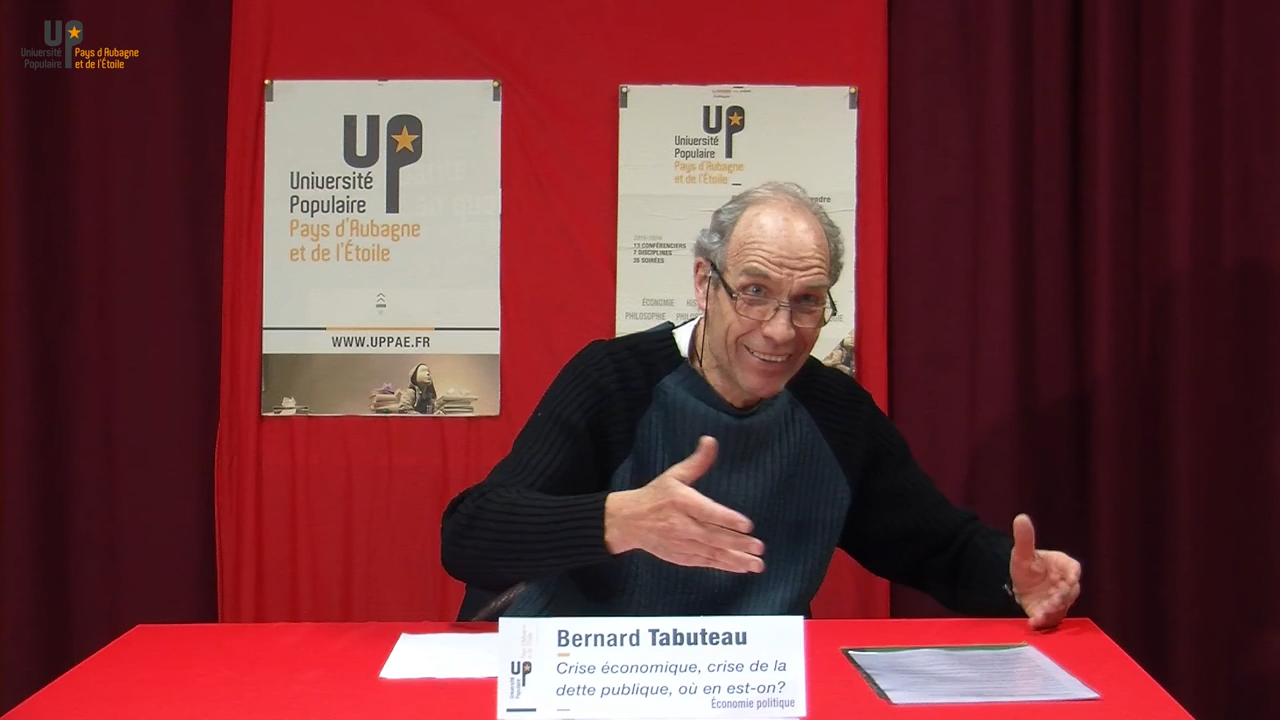 UP
Université
Populaire
Pays d'Aubagne
et de l'Étoile
UP
Université
Populaire
Pays d'Aubagne
et de l'Étoile
WWW.UPPAE.FR
UP
Université
Populaire
Pays d'Aubagne
et de l'Étoile
13 CONFÉRENCIERS
7 DISCIPLINES
35 SOIRÉES
ÉCONOMIE
PHILOSOPHIE
UP
Bernard Tabuteau
Crise économique, crise de la
dette publique, où en est-on?
Économie politique